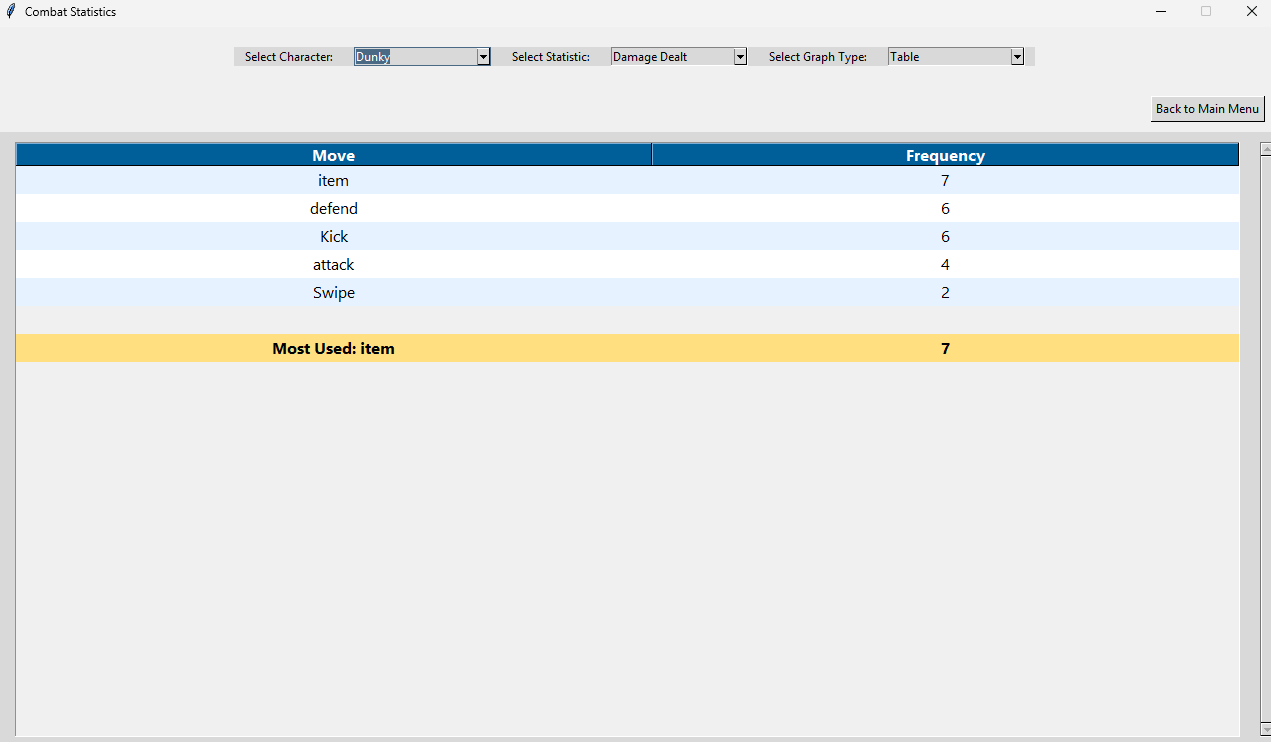 Combat Statistics
Select Character: Dunky Select Statistic: Damage Dealt Select Graph Type: Table
Back to Main Menu
Move Frequency
item 7
defend 6
Kick 6
attack 4
Swipe 2
Most Used: item 7